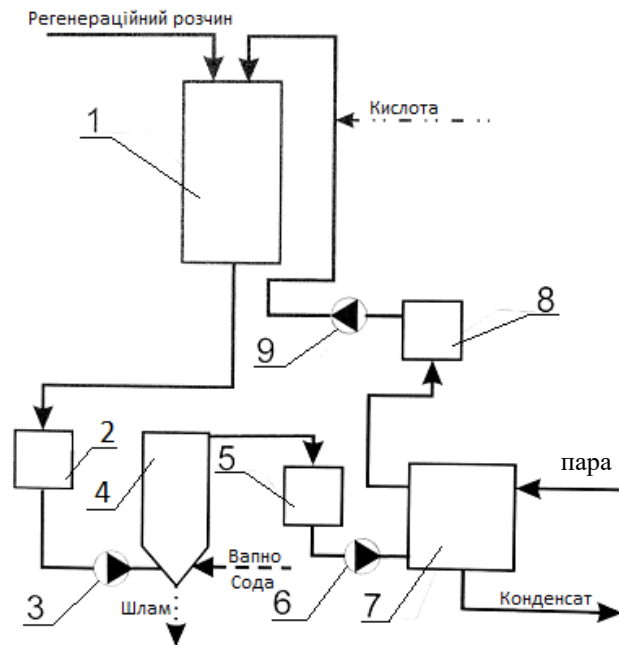 Регенераційний розчин
Кислота
1
8
9
2
4
5
пара
Вапно
Сода
3
Шлам
6
7
Конденсат